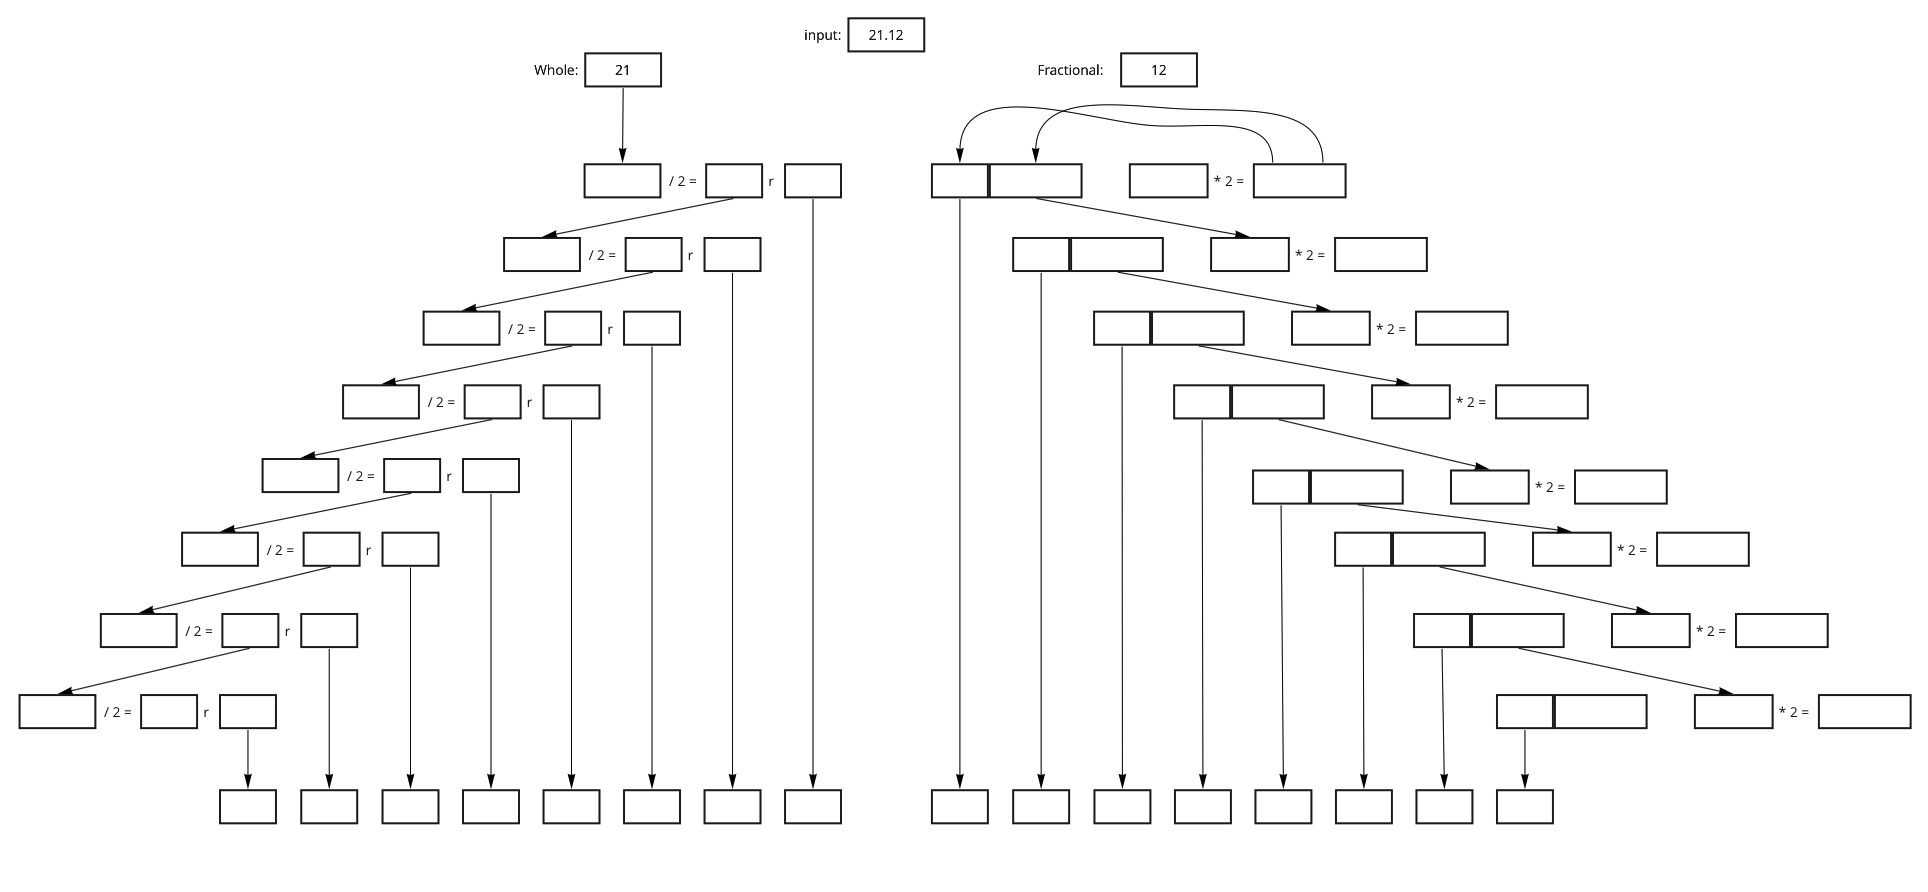 input: 21.12
Whole: 21
Fractional: 12
/ 2 = r
* 2 =
/ 2 = r
* 2 =
/ 2 = r
* 2 =
/ 2 = r
* 2 =
/ 2 = r
* 2 =
/ 2 = r
* 2 =
/ 2 = r
* 2 =
/ 2 = r
* 2 =